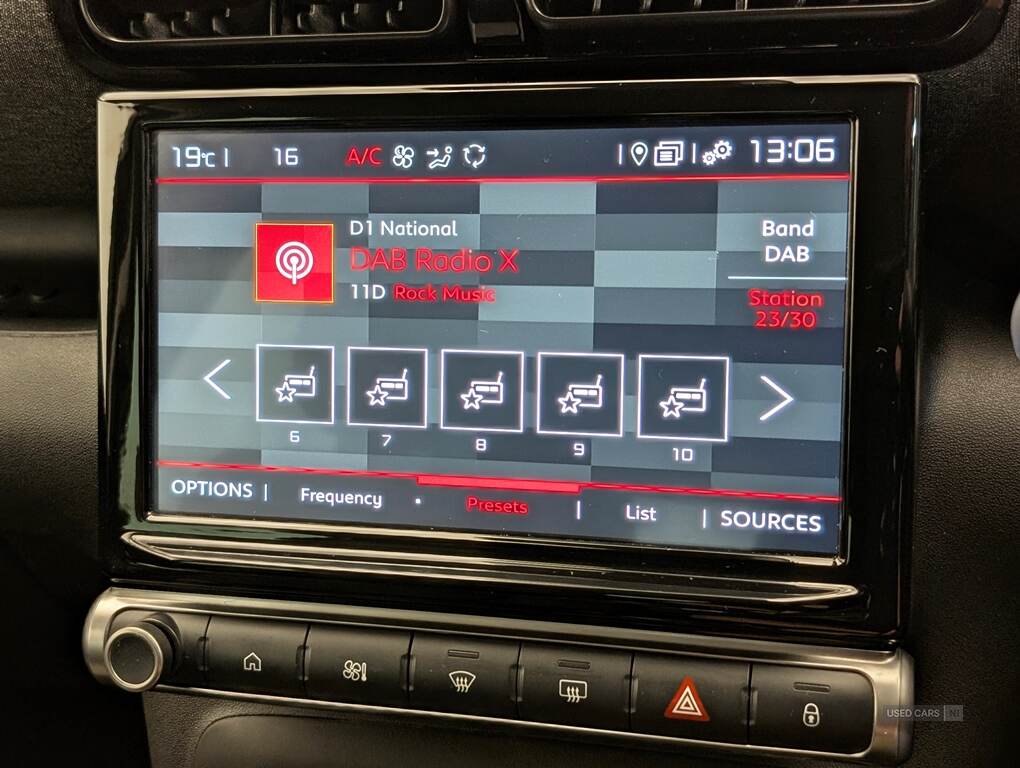 19°C 16 A/C 13:06
D1 National
DAB Radio X
11D Rock Music
Band
DAB
Station
23/30
6 7 8 9 10
OPTIONS Frequency Presets List SOURCES
USED CARS NI